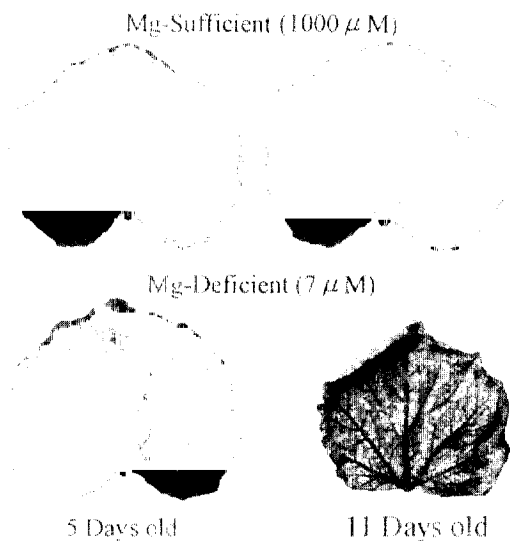 Mg-Sufficient (1000 μM)
Mg-Deficient (7 μM)
5 Days old
11 Days old